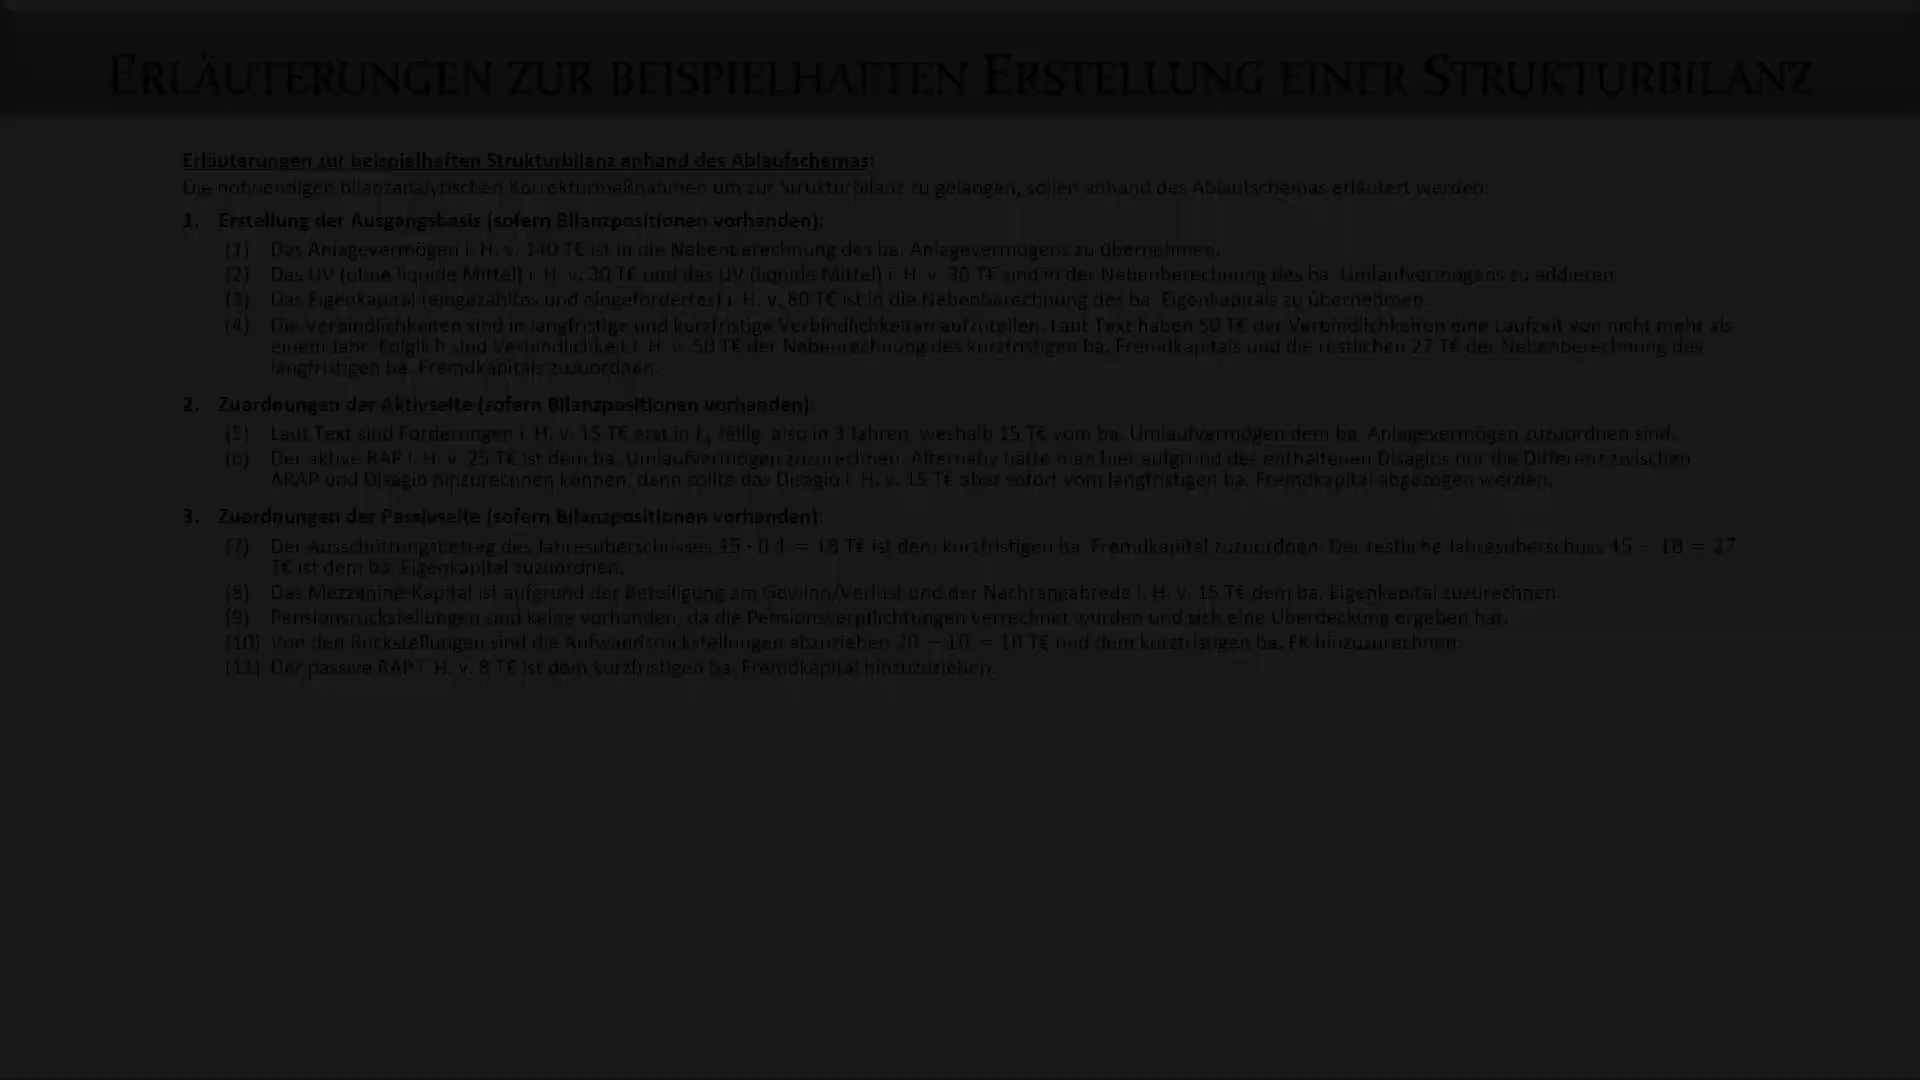 Erläuterungen zur beispielhaften Erstellung einer Strukturbilanz
Erläuterungen zur beispielhaften Strukturbilanz anhand des Ablaufschemas:
Die notwendigen bilanzanalytischen Korrekturmaßnahmen um zur Strukturbilanz zu gelangen, sollen anhand des Ablaufschemas erläutert werden:
1. Erstellung der Ausgangsbasis (sofern Bilanzpositionen vorhanden):
(1) Das Anlagevermögen i. H. v. 140 T€ ist in die Nebenberechnung des ba. Anlagevermögens zu übernehmen.
(2) Das UV (ohne liquide Mittel) i. H. v. 20 T€ und das UV (liquide Mittel) i. H. v. 30 T€ sind in der Nebenberechnung des ba. Umlaufvermögens zu addieren.
(3) Das Eigenkapital (eingezahltes und eingefordertes) i. H. v. 80 T€ ist in die Nebenberechnung des ba. Eigenkapitals zu übernehmen.
(4) Die Verbindlichkeiten sind in langfristige und kurzfristige Verbindlichkeiten aufzuteilen. Laut Text haben 50 T€ der Verbindlichkeiten eine Laufzeit von nicht mehr als
einem Jahr. Folglich sind Verbindlichkeit i. H. v. 50 T€ der Nebenrechnung des kurzfristigen ba. Fremdkapitals und die restlichen 27 T€ der Nebenberechnung des
langfristigen ba. Fremdkapitals zuzuordnen.
2. Zuordnungen der Aktivseite (sofern Bilanzpositionen vorhanden):
(5) Laut Text sind Forderungen i. H. v. 15 T€ erst in fällig, also in 3 Jahren, weshalb 15 T€ vom ba. Umlaufvermögen dem ba. Anlagevermögen zuzuordnen sind.
(6) Der aktive RAP i. H. v. 25 T€ ist dem ba. Umlaufvermögen zuzurechnen. Alternativ hätte man hier aufgrund des enthaltenen Disagios nur die Differenz zwischen
ARAP und Disagio hinzurechnen können, dann sollte das Disagio i. H. v. 15 T€ aber sofort vom langfristigen ba. Fremdkapital abgezogen werden.
3. Zuordnungen der Passivseite (sofern Bilanzpositionen vorhanden):
(7) Der Ausschüttungsbetrag des Jahresüberschusses 45 · 0,4 = 18 T€ ist dem kurzfristigen ba. Fremdkapital zuzuordnen. Der restliche Jahresüberschuss 45 − 18 = 27
T€ ist dem ba. Eigenkapital zuzuordnen.
(8) Das Mezzanine-Kapital ist aufgrund der Beteiligung am Gewinn/Verlust und der Nachrangabrede i. H. v. 15 T€ dem ba. Eigenkapital zuzurechnen.
(9) Pensionsrückstellungen sind keine vorhanden, da die Pensionsverpflichtungen verrechnet wurden und sich eine Überdeckung ergeben hat.
(10) Von den Rückstellungen sind die Aufwandsrückstellungen abzuziehen 20 − 10 = 10 T€ und dem kurzfristigen ba. FK hinzuzurechnen.
(11) Der passive RAP i. H. v. 8 T€ ist dem kurzfristigen ba. Fremdkapital hinzuzuziehen.